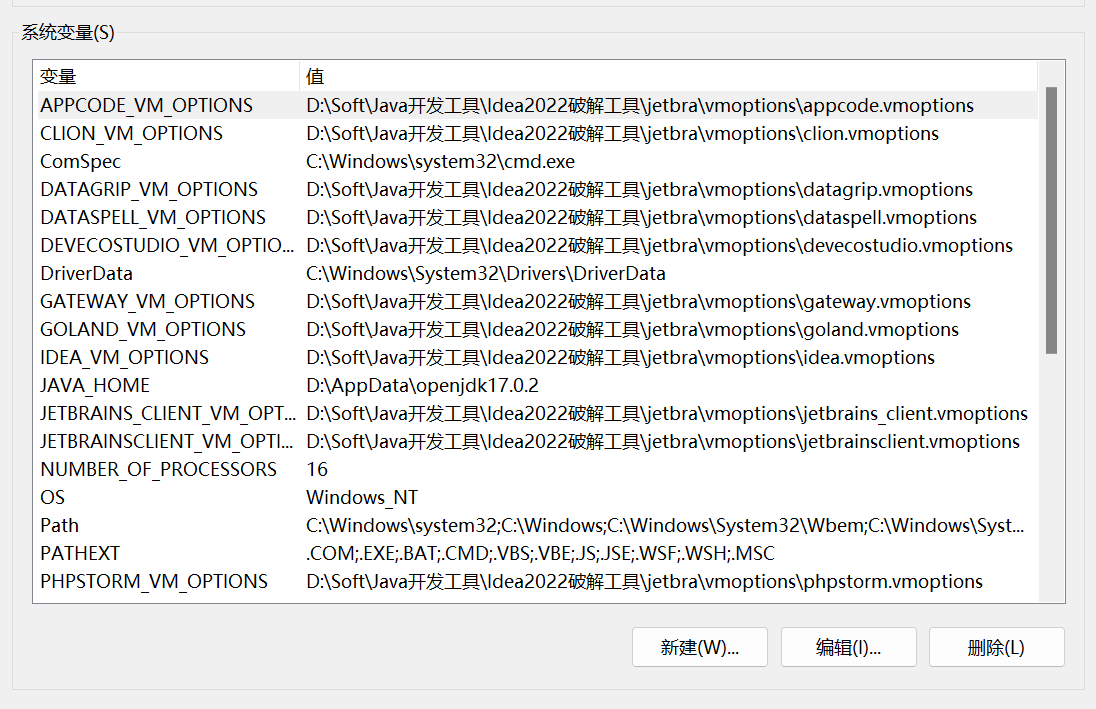 系统变量(S)
变量 值
APPCODE_VM_OPTIONS D:\Soft\Java开发工具\Idea2022破解工具\jetbra\vmoptions\appcode.vmoptions
CLION_VM_OPTIONS D:\Soft\Java开发工具\Idea2022破解工具\jetbra\vmoptions\clion.vmoptions
ComSpec C:\Windows\system32\cmd.exe
DATAGRIP_VM_OPTIONS D:\Soft\Java开发工具\Idea2022破解工具\jetbra\vmoptions\datagrip.vmoptions
DATASPELL_VM_OPTIONS D:\Soft\Java开发工具\Idea2022破解工具\jetbra\vmoptions\dataspell.vmoptions
DEVECOSTUDIO_VM_OPTIO... D:\Soft\Java开发工具\Idea2022破解工具\jetbra\vmoptions\devecostudio.vmoptions
DriverData C:\Windows\System32\Drivers\DriverData
GATEWAY_VM_OPTIONS D:\Soft\Java开发工具\Idea2022破解工具\jetbra\vmoptions\gateway.vmoptions
GOLAND_VM_OPTIONS D:\Soft\Java开发工具\Idea2022破解工具\jetbra\vmoptions\goland.vmoptions
IDEA_VM_OPTIONS D:\Soft\Java开发工具\Idea2022破解工具\jetbra\vmoptions\idea.vmoptions
JAVA_HOME D:\AppData\openjdk17.0.2
JETBRAINS_CLIENT_VM_OPT... D:\Soft\Java开发工具\Idea2022破解工具\jetbra\vmoptions\jetbrains_client.vmoptions
JETBRAINSCLIENT_VM_OPTI... D:\Soft\Java开发工具\Idea2022破解工具\jetbra\vmoptions\jetbrainsclient.vmoptions
NUMBER_OF_PROCESSORS 16
OS Windows_NT
Path C:\Windows\system32;C:\Windows;C:\Windows\System32\Wbem;C:\Windows\Syst...
PATHEXT .COM;.EXE;.BAT;.CMD;.VBS;.VBE;.JS;.JSE;.WSF;.WSH;.MSC
PHPSTORM_VM_OPTIONS D:\Soft\Java开发工具\Idea2022破解工具\jetbra\vmoptions\phpstorm.vmoptions
新建(W)... 编辑(I)... 删除(L)